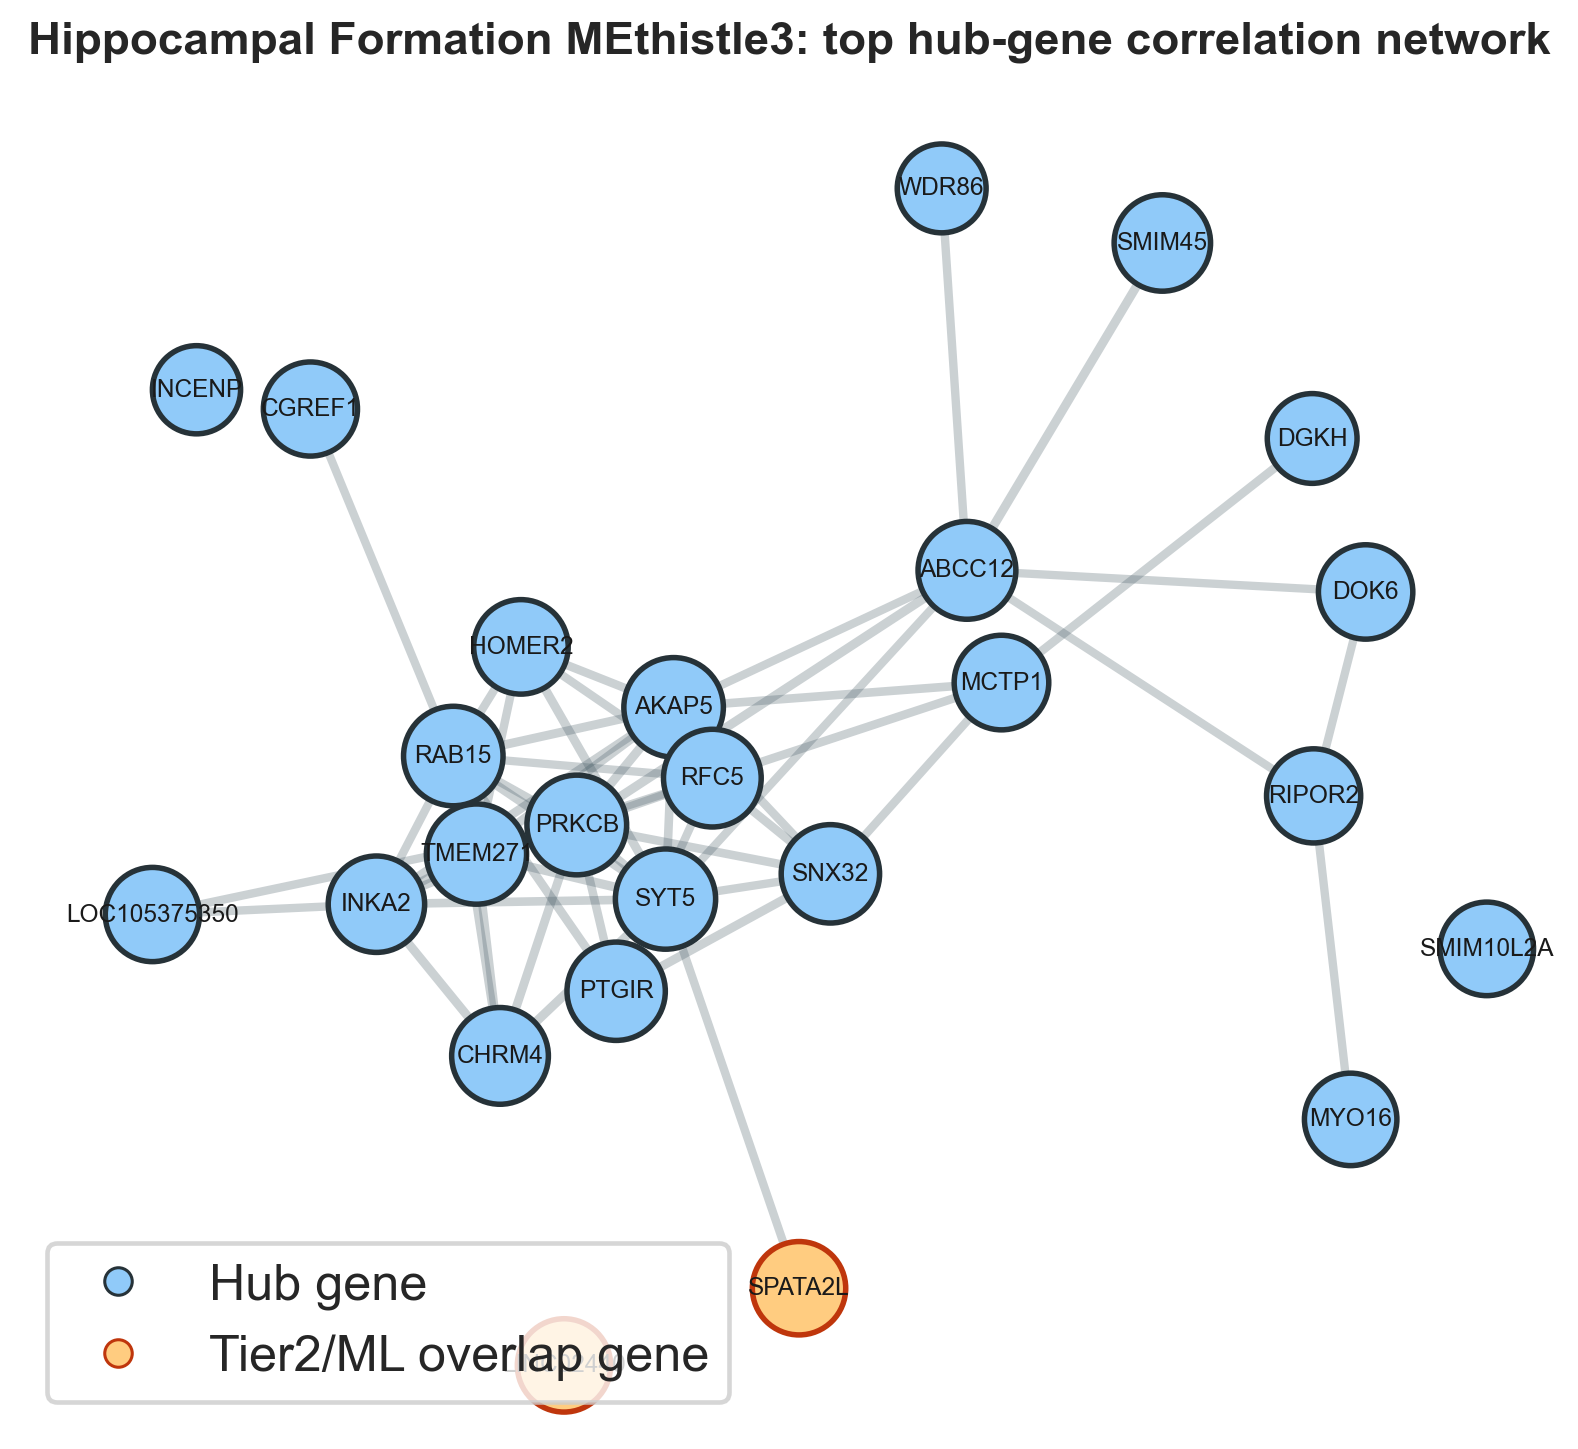 Hippocampal Formation MEthistle3: top hub-gene correlation network
WDR86
SMIM45
INCENP
CGREF1
DGKH
ABCC12
DOK6
HOMER2
MCTP1
AKAP5
RAB15
RFC5
RIPOR2
PRKCB
TMEM271
SNX32
SYT5
INKA2
LOC105375350
SMIM10L2A
PTGIR
CHRM4
MYO16
SPATA2L
Hub gene
Tier2/ML overlap gene